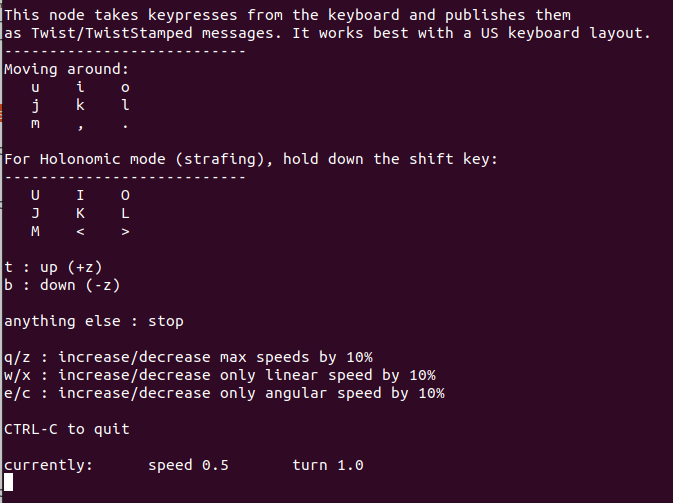 This node takes keypresses from the keyboard and publishes them
as Twist/TwistStamped messages. It works best with a US keyboard layout.
---------------------------
Moving around:
   u    i    o
   j    k    l
   m    ,    .
For Holonomic mode (strafing), hold down the shift key:
---------------------------
   U    I    O
   J    K    L
   M    <    >
t : up (+z)
b : down (-z)
anything else : stop
q/z : increase/decrease max speeds by 10%
w/x : increase/decrease only linear speed by 10%
e/c : increase/decrease only angular speed by 10%
CTRL-C to quit
currently:      speed 0.5       turn 1.0